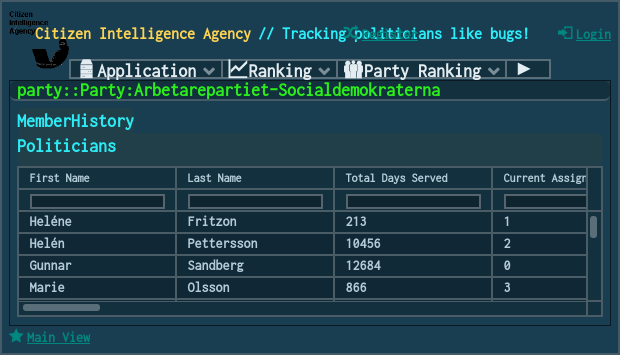 Citizen
Intelligence
Agency
Citizen Intelligence Agency // Tracking politicians like bugs!
Login
Application Ranking Party Ranking
party::Party:Arbetarepartiet-Socialdemokraterna
MemberHistory
Politicians
First Name Last Name Total Days Served Current Assign
Heléne Fritzon 213 1
Helén Pettersson 10456 2
Gunnar Sandberg 12684 0
Marie Olsson 866 3
Main View